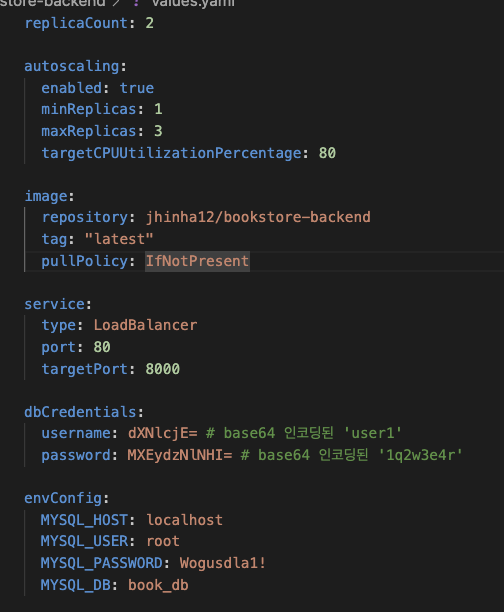 store-backend > ! values.yaml
replicaCount: 2
autoscaling:
  enabled: true
  minReplicas: 1
  maxReplicas: 3
  targetCPUUtilizationPercentage: 80
image:
  repository: jhinha12/bookstore-backend
  tag: "latest"
  pullPolicy: IfNotPresent
service:
  type: LoadBalancer
  port: 80
  targetPort: 8000
dbCredentials:
  username: dXNlcjE= # base64 인코딩된 'user1'
  password: MXEydzNlNHI= # base64 인코딩된 '1q2w3e4r'
envConfig:
  MYSQL_HOST: localhost
  MYSQL_USER: root
  MYSQL_PASSWORD: Wogusdla1!
  MYSQL_DB: book_db